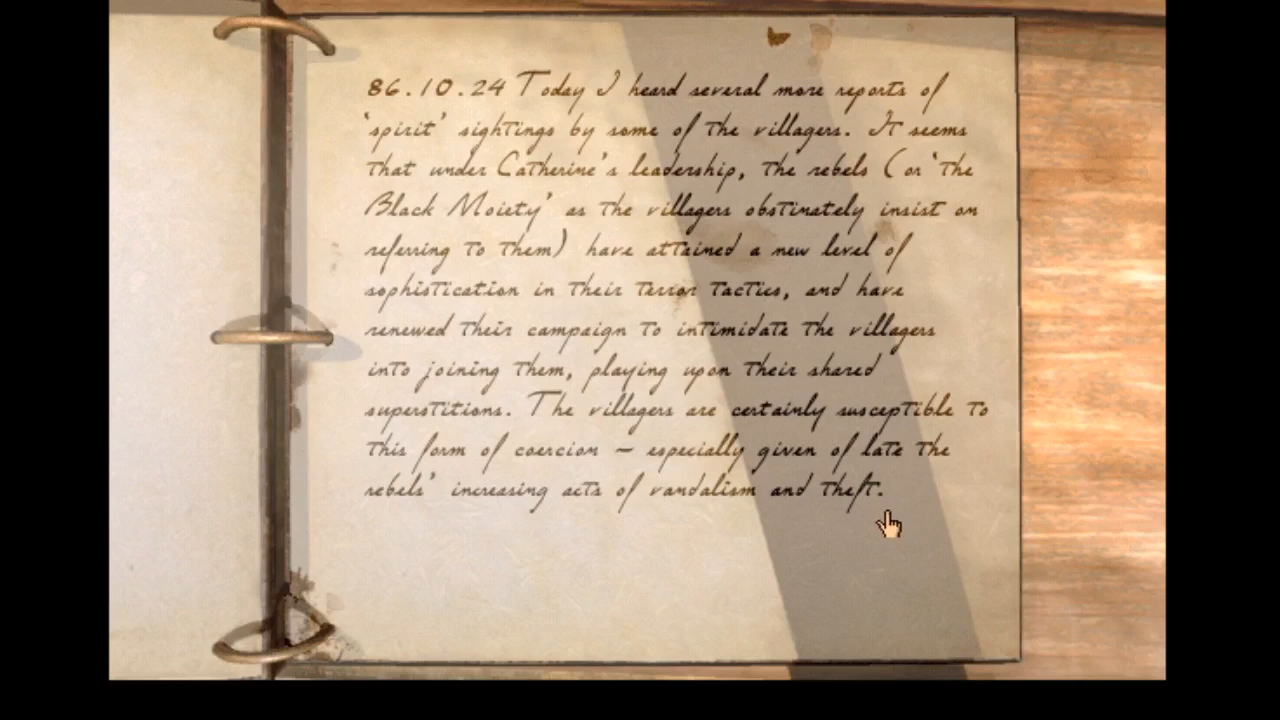 86.10.24 Today I heard several more reports of
'spirit' sightings by some of the villagers. It seems
that under Catherine's leadership, the rebels (or 'the
Black Moiety' as the villagers obstinately insist on
referring to them) have attained a new level of
sophistication in their terror tactics, and have
renewed their campaign to intimidate the villagers
into joining them, playing upon their shared
superstitions. The villagers are certainly susceptible to
this form of coercion – especially given of late the
rebels' increasing acts of vandalism and theft.